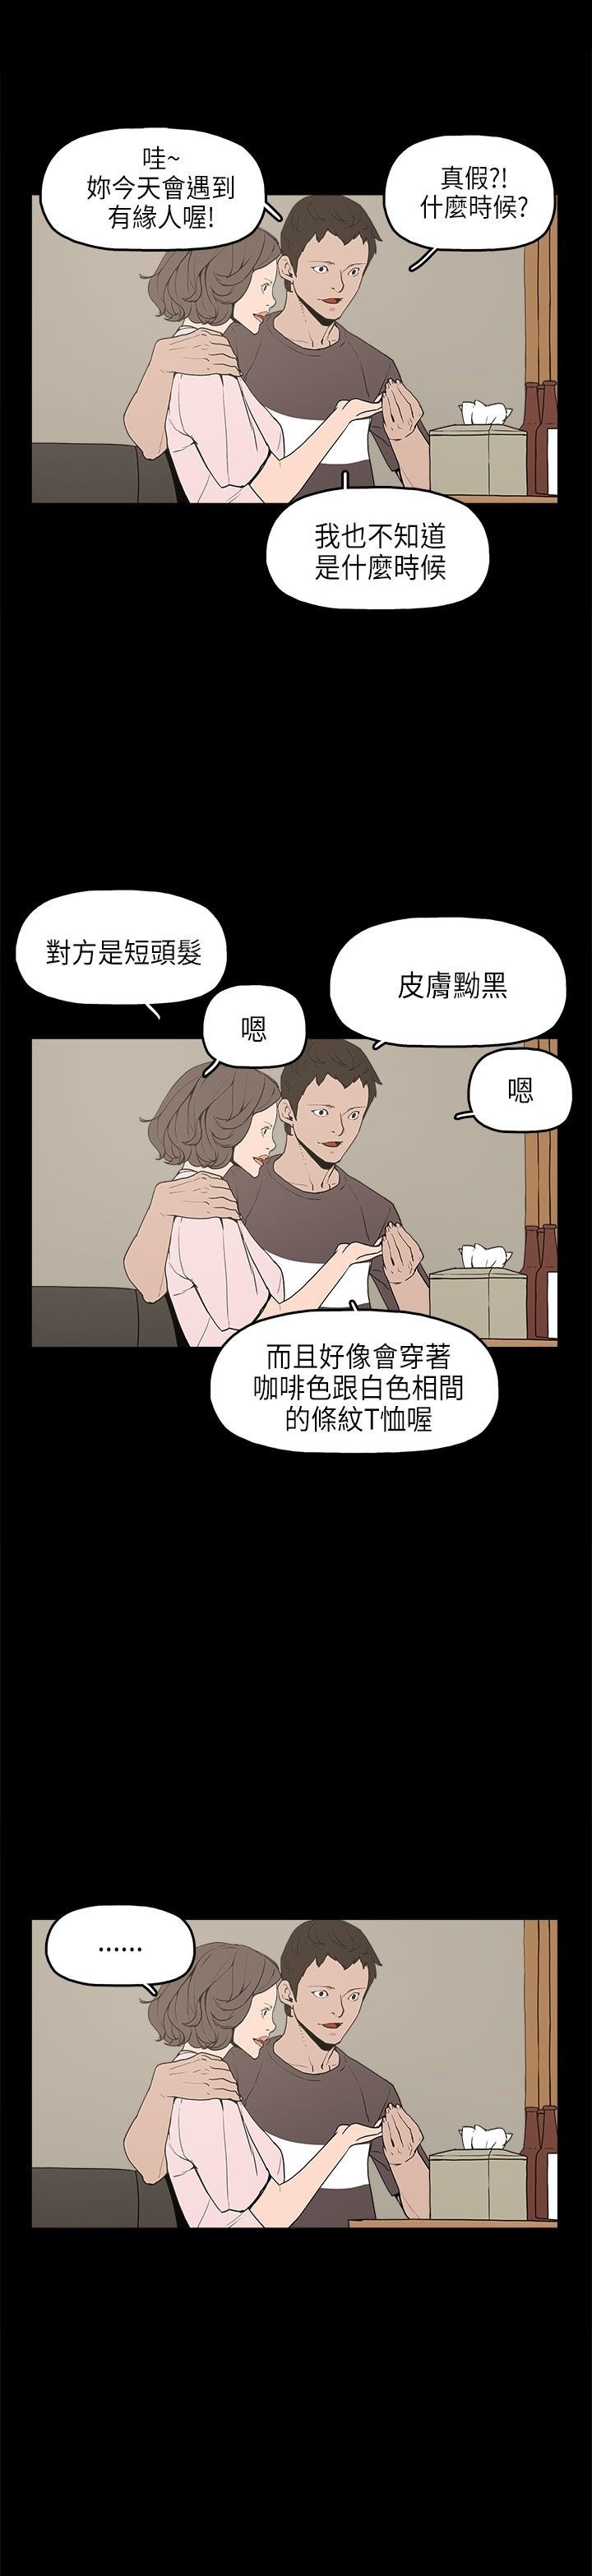 哇~
妳今天會遇到
有緣人喔!
真假?!
什麼時候?
我也不知道
是什麼時候
對方是短頭髮
嗯
皮膚黝黑
嗯
而且好像會穿著
咖啡色跟白色相間
的條紋T恤喔
⋯⋯